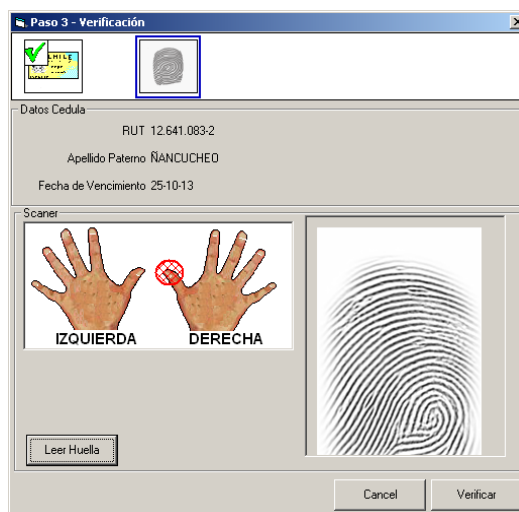 Paso 3 - Verificación
CHILE
Datos Cedula
RUT 12.641.083-2
Apellido Paterno ÑANCUCHEO
Fecha de Vencimiento 25-10-13
Scaner
IZQUIERDA DERECHA
Leer Huella
Cancel Verificar